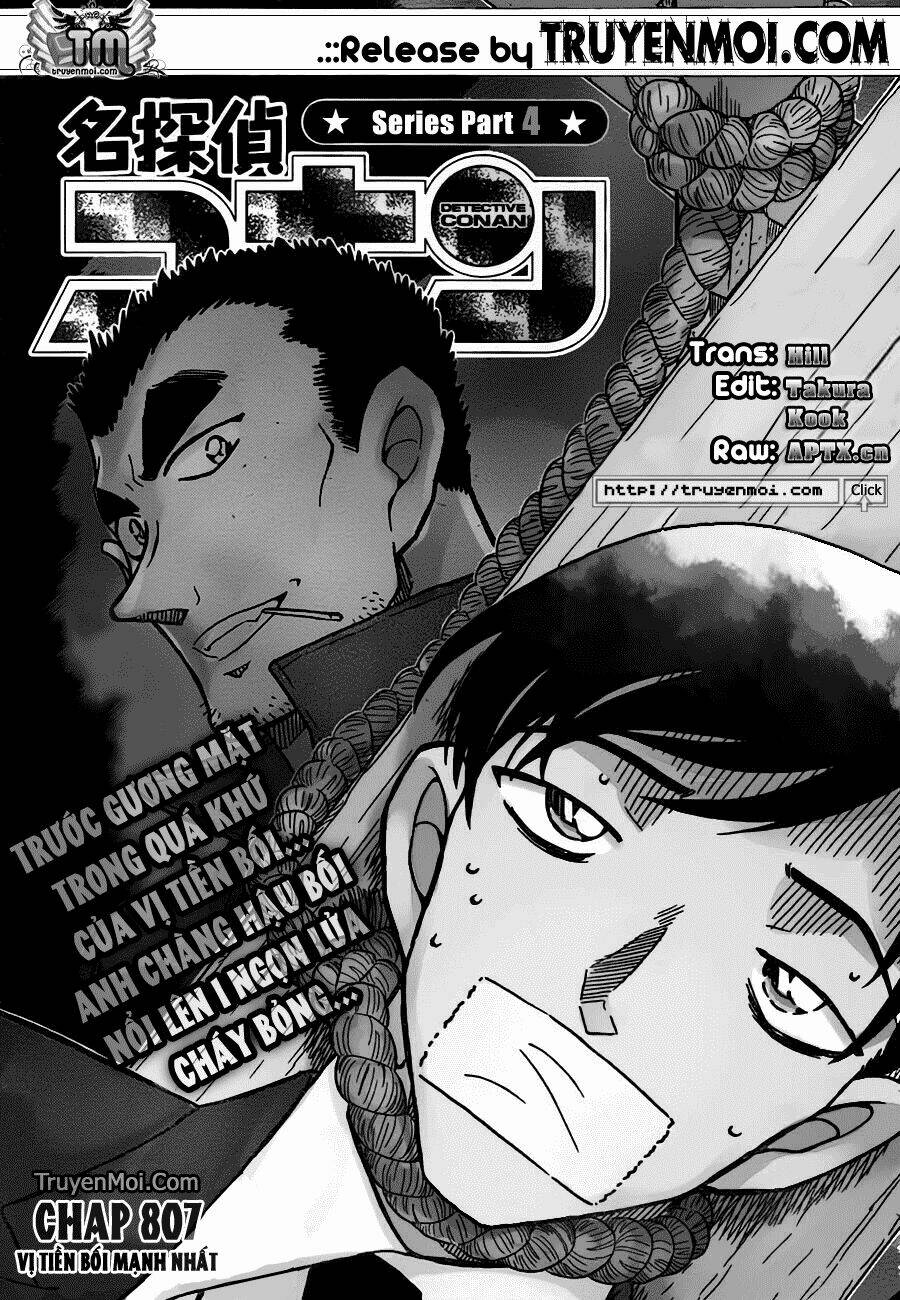 TM
truyenmoi.com
.:::Release by TRUYENMOI.COM
名探偵
★ Series Part 4 ★
コナン
DETECTIVE
CONAN
Trans: Hill
Edit: Takura
Kook
Raw: APTX.cn
http://truyenmoi.com Click
TRƯỚC GƯƠNG MẶT
TRONG QUÁ KHỨ
CỦA VỊ TIỀN BỐI...
ANH CHÀNG HẬU BỐI
NỔI LÊN 1 NGỌN LỬA
CHÁY BỎNG...
TruyenMoi.Com
CHAP 807
VỊ TIỀN BỐI MẠNH NHẤT